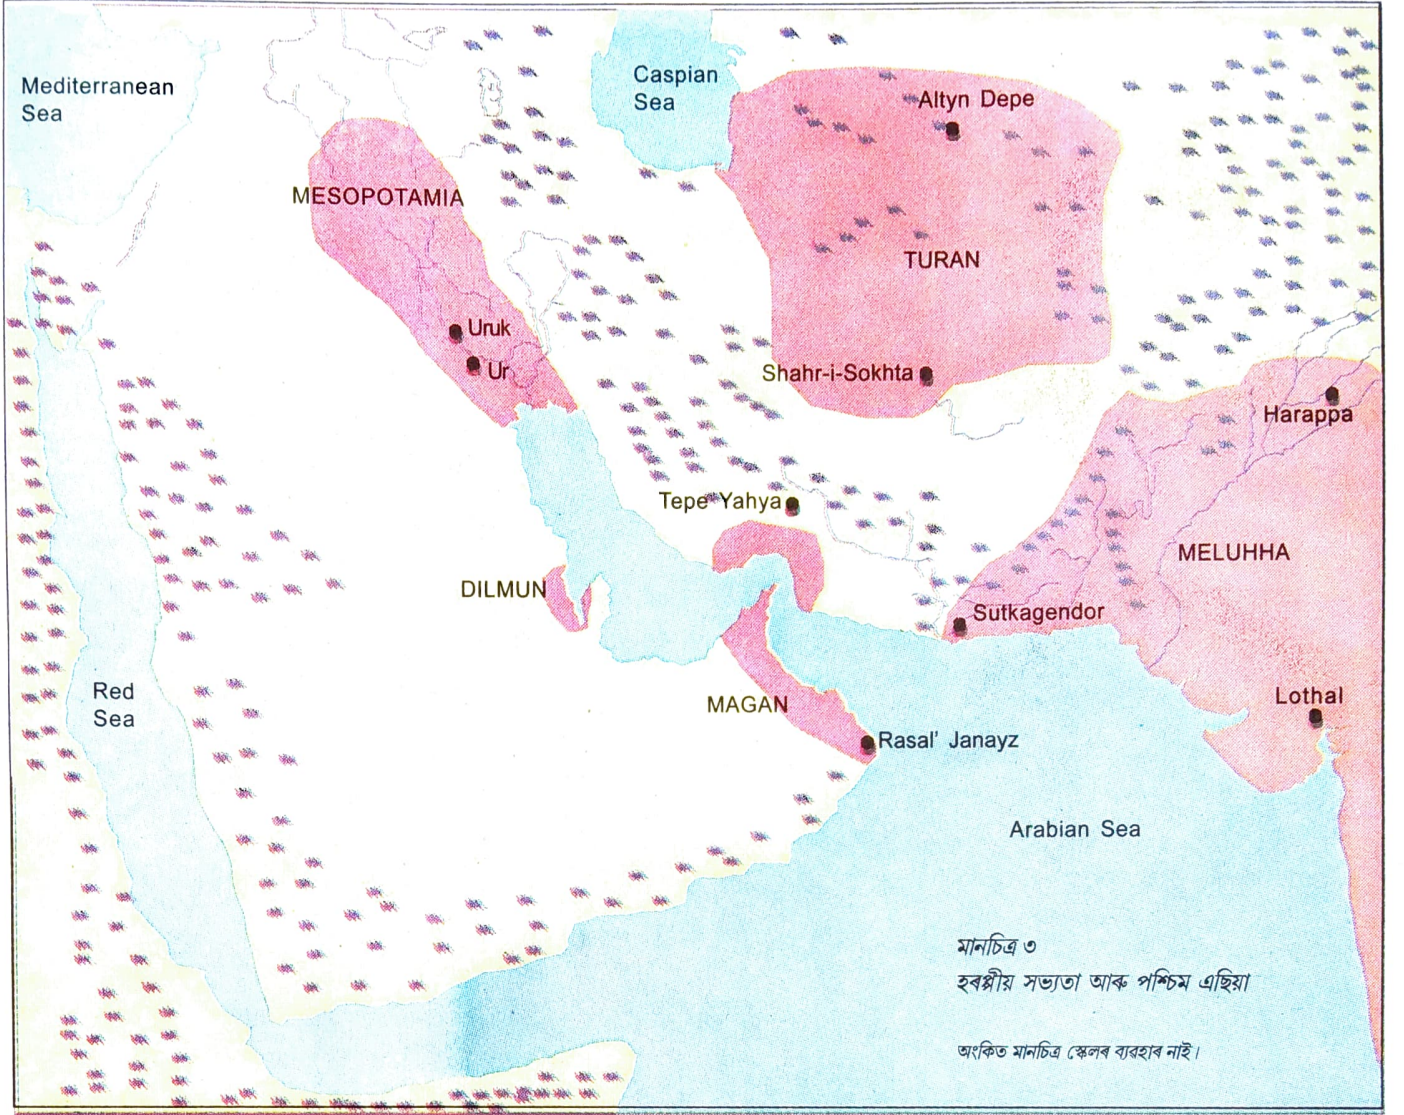 Mediterranean
Sea
Caspian
Sea
Altyn Depe
MESOPOTAMIA
TURAN
Uruk
Ur
Shahr-i-Sokhta
Harappa
Tepe Yahya
MELUHHA
DILMUN
Sutkagendor
Red
Sea
MAGAN
Lothal
Rasal' Janayz
Arabian Sea
মানচিত্ৰ ৩
হৰপ্পীয় সভ্যতা আৰু পশ্চিম এছিয়া
অংকিত মানচিত্ৰ স্কেলৰ ব্যৱহাৰ নাই।